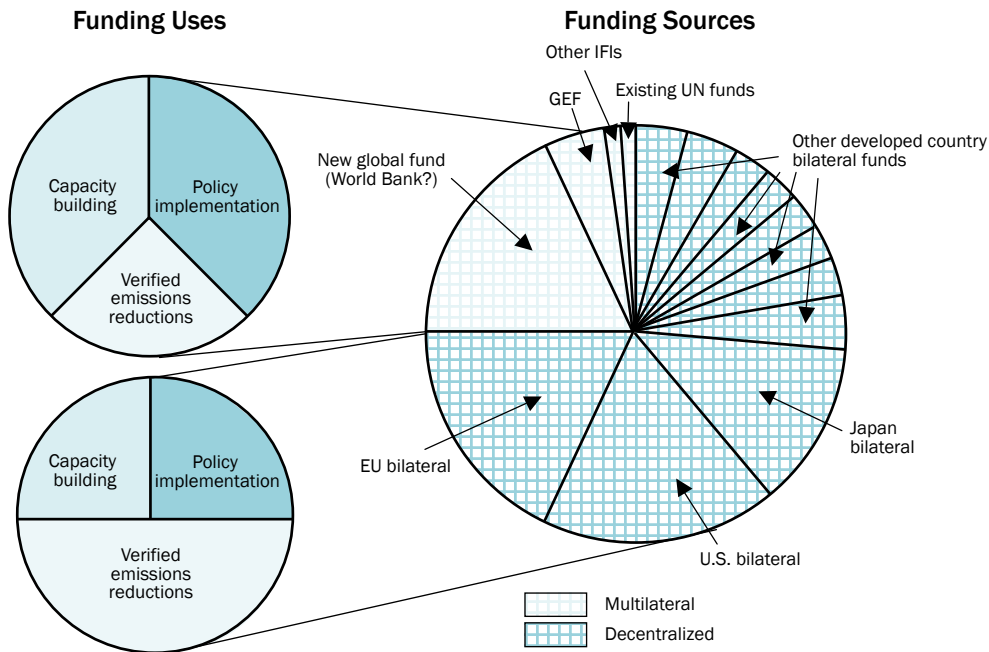 Funding Uses
Funding Sources
Other IFIs
Existing UN funds
GEF
Other developed country
bilateral funds
New global fund
(World Bank?)
Capacity
building
Policy
implementation
Verified
emissions
reductions
Capacity
building
Policy
implementation
Verified
emissions
reductions
EU bilateral
Japan
bilateral
U.S. bilateral
Multilateral
Decentralized